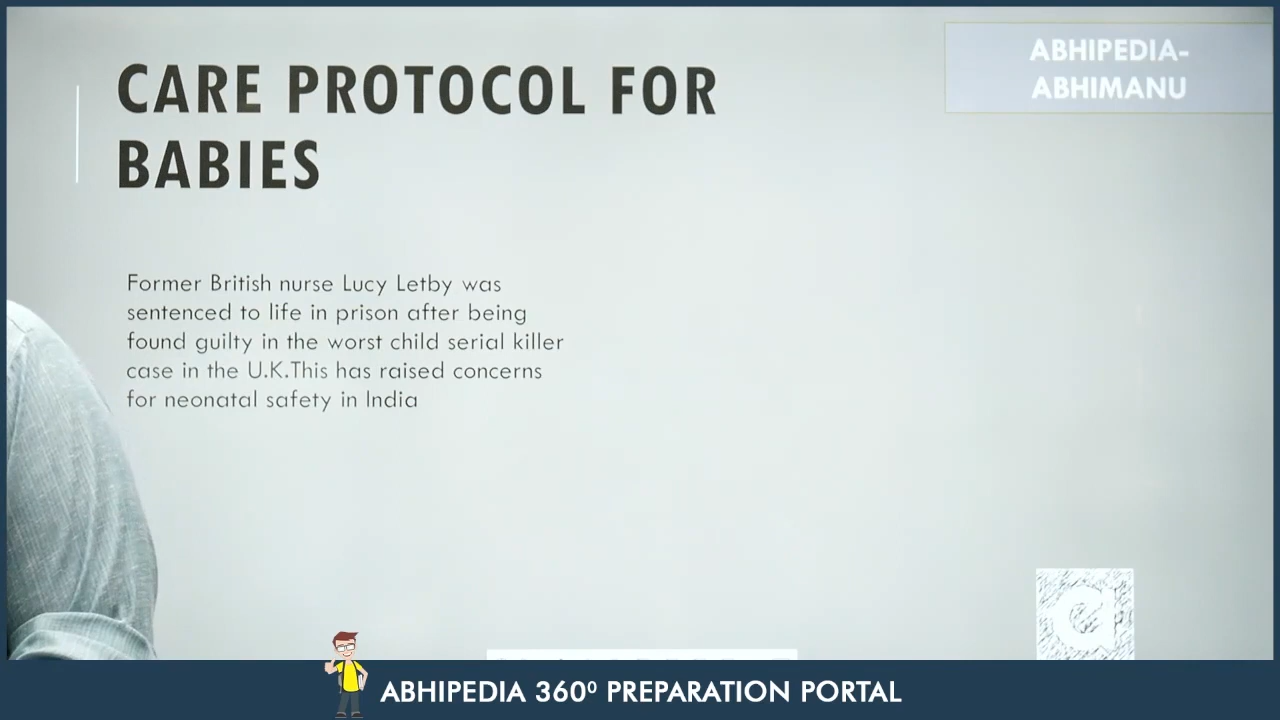 CARE PROTOCOL FOR
BABIES
ABHIPEDIA-
ABHIMANU
Former British nurse Lucy Letby was
sentenced to life in prison after being
found guilty in the worst child serial killer
case in the U.K.This has raised concerns
for neonatal safety in India
ABHIPEDIA 360⁰ PREPARATION PORTAL